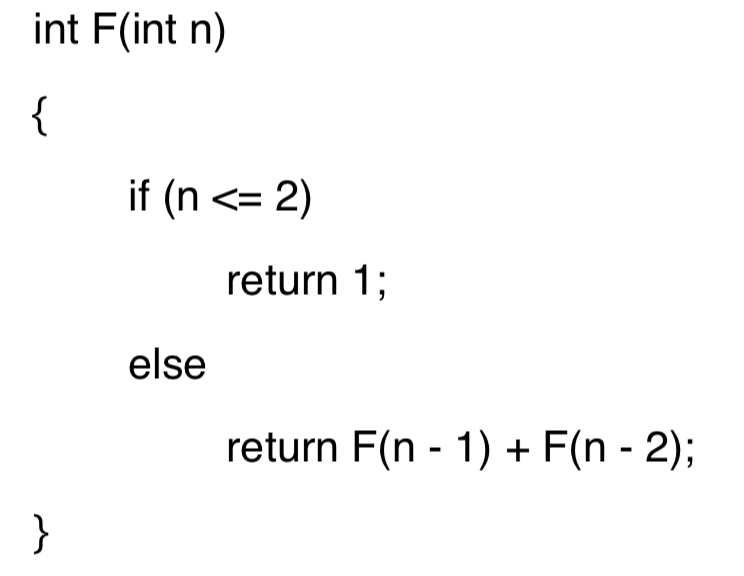 int F(int n)
{
if (n <= 2)
return 1;
else
return F(n - 1) + F(n - 2);
}